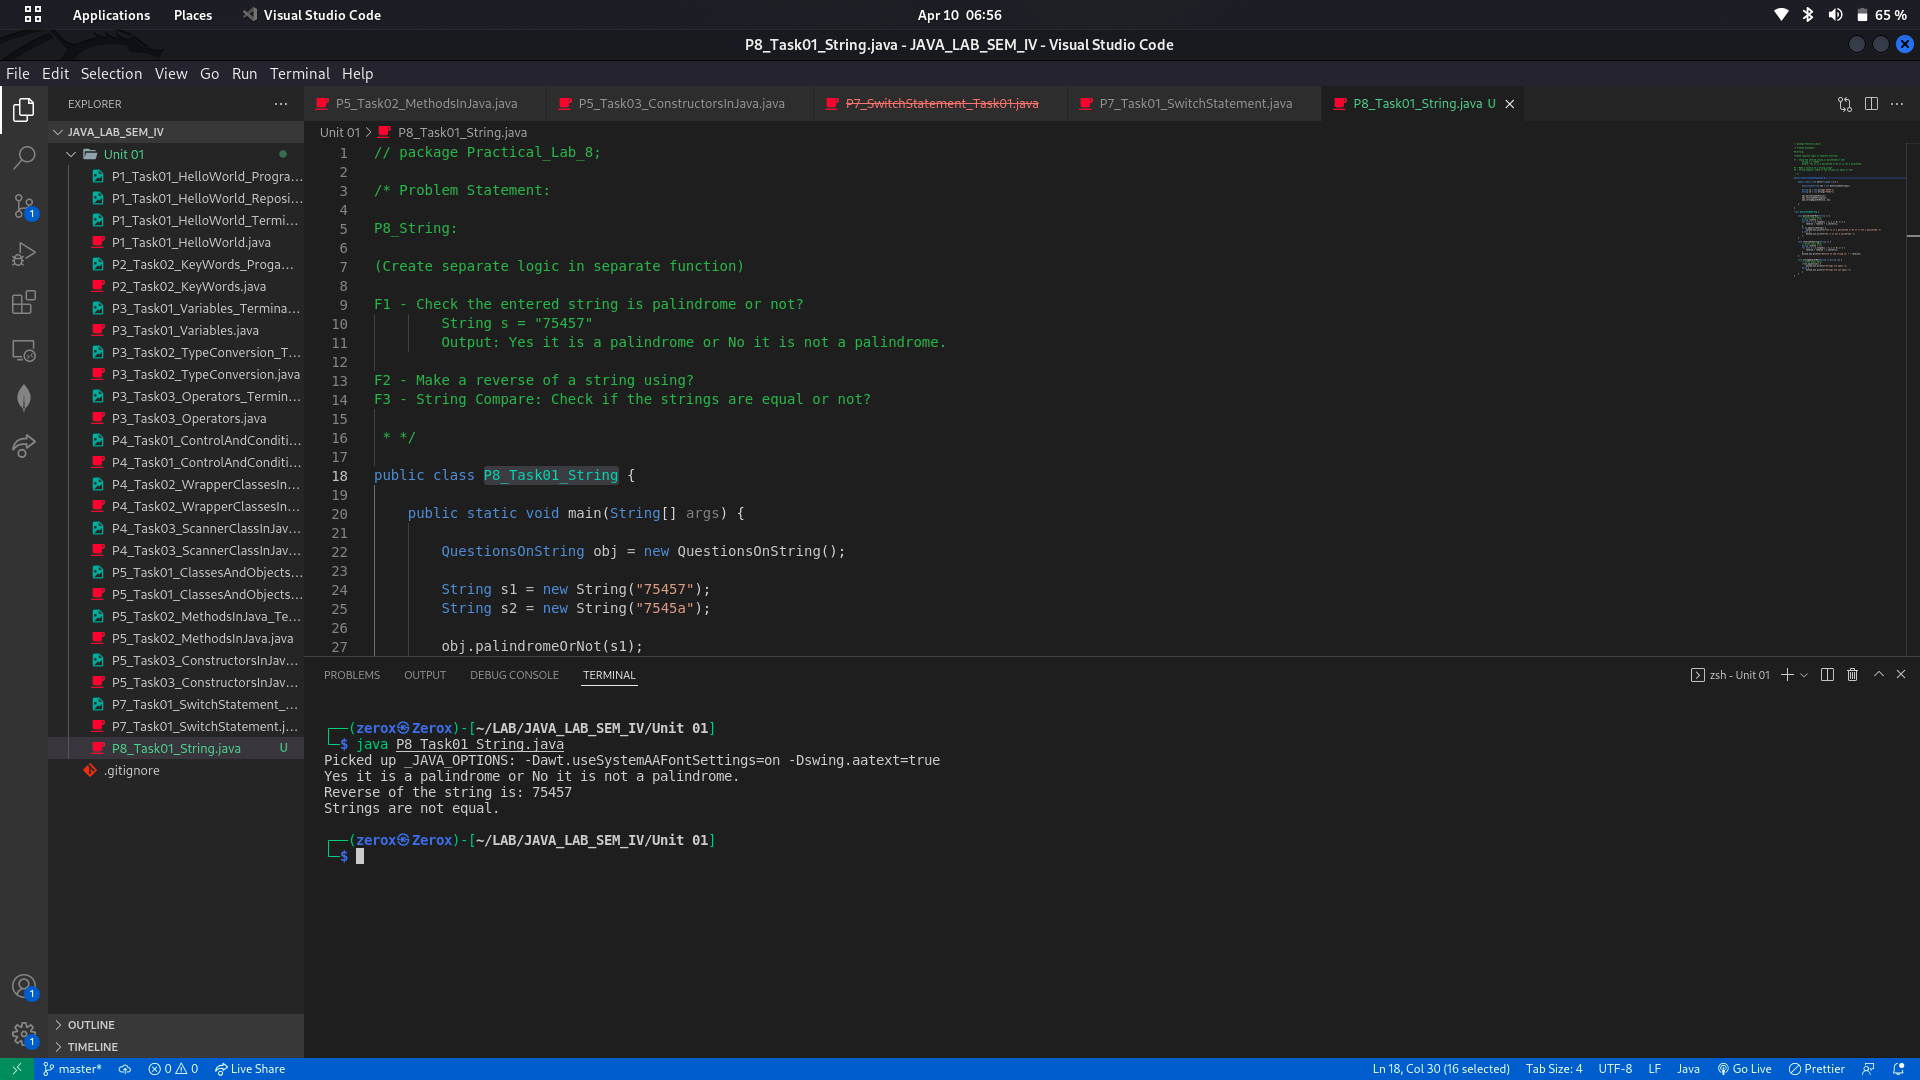 Applications Places Visual Studio Code Apr 10 06:56 65 %
P8_Task01_String.java - JAVA_LAB_SEM_IV - Visual Studio Code
File Edit Selection View Go Run Terminal Help
EXPLORER
P5_Task02_MethodsInJava.java P5_Task03_ConstructorsInJava.java P7_SwitchStatement_Task01.java P7_Task01_SwitchStatement.java P8_Task01_String.java U
JAVA_LAB_SEM_IV
Unit 01
P1_Task01_HelloWorld_Progra...
P1_Task01_HelloWorld_Reposi...
P1_Task01_HelloWorld_Termi...
P1_Task01_HelloWorld.java
P2_Task02_KeyWords_Proga...
P2_Task02_KeyWords.java
P3_Task01_Variables_Termina...
P3_Task01_Variables.java
P3_Task02_TypeConversion_T...
P3_Task02_TypeConversion.java
P3_Task03_Operators_Termin...
P3_Task03_Operators.java
P4_Task01_ControlAndConditi...
P4_Task01_ControlAndConditi...
P4_Task02_WrapperClassesIn...
P4_Task02_WrapperClassesIn...
P4_Task03_ScannerClassInJav...
P4_Task03_ScannerClassInJav...
P5_Task01_ClassesAndObjects...
P5_Task01_ClassesAndObjects...
P5_Task02_MethodsInJava_Te...
P5_Task02_MethodsInJava.java
P5_Task03_ConstructorsInJav...
P5_Task03_ConstructorsInJav...
P7_Task01_SwitchStatement_...
P7_Task01_SwitchStatement.j...
P8_Task01_String.java U
.gitignore
OUTLINE
TIMELINE
1
1
1
Unit 01 > P8_Task01_String.java
1 // package Practical_Lab_8;
2
3 /* Problem Statement:
4
5 P8_String:
6
7 (Create separate logic in separate function)
8
9 F1 - Check the entered string is palindrome or not?
10 String s = "75457"
11 Output: Yes it is a palindrome or No it is not a palindrome.
12
13 F2 - Make a reverse of a string using?
14 F3 - String Compare: Check if the strings are equal or not?
15
16 * */
17
18 public class P8_Task01_String {
19
20 public static void main(String[] args) {
21
22 QuestionsOnString obj = new QuestionsOnString();
23
24 String s1 = new String("75457");
25 String s2 = new String("7545a");
26
27 obj.palindromeOrNot(s1);
PROBLEMS OUTPUT DEBUG CONSOLE TERMINAL zsh - Unit 01
┌──(zerox㉿Zerox)-[~/LAB/JAVA_LAB_SEM_IV/Unit 01]
└─$ java P8_Task01_String.java
Picked up _JAVA_OPTIONS: -Dawt.useSystemAAFontSettings=on -Dswing.aatext=true
Yes it is a palindrome or No it is not a palindrome.
Reverse of the string is: 75457
Strings are not equal.
┌──(zerox㉿Zerox)-[~/LAB/JAVA_LAB_SEM_IV/Unit 01]
└─$
master* 0 0 Live Share Ln 18, Col 30 (16 selected) Tab Size: 4 UTF-8 LF Java Go Live Prettier